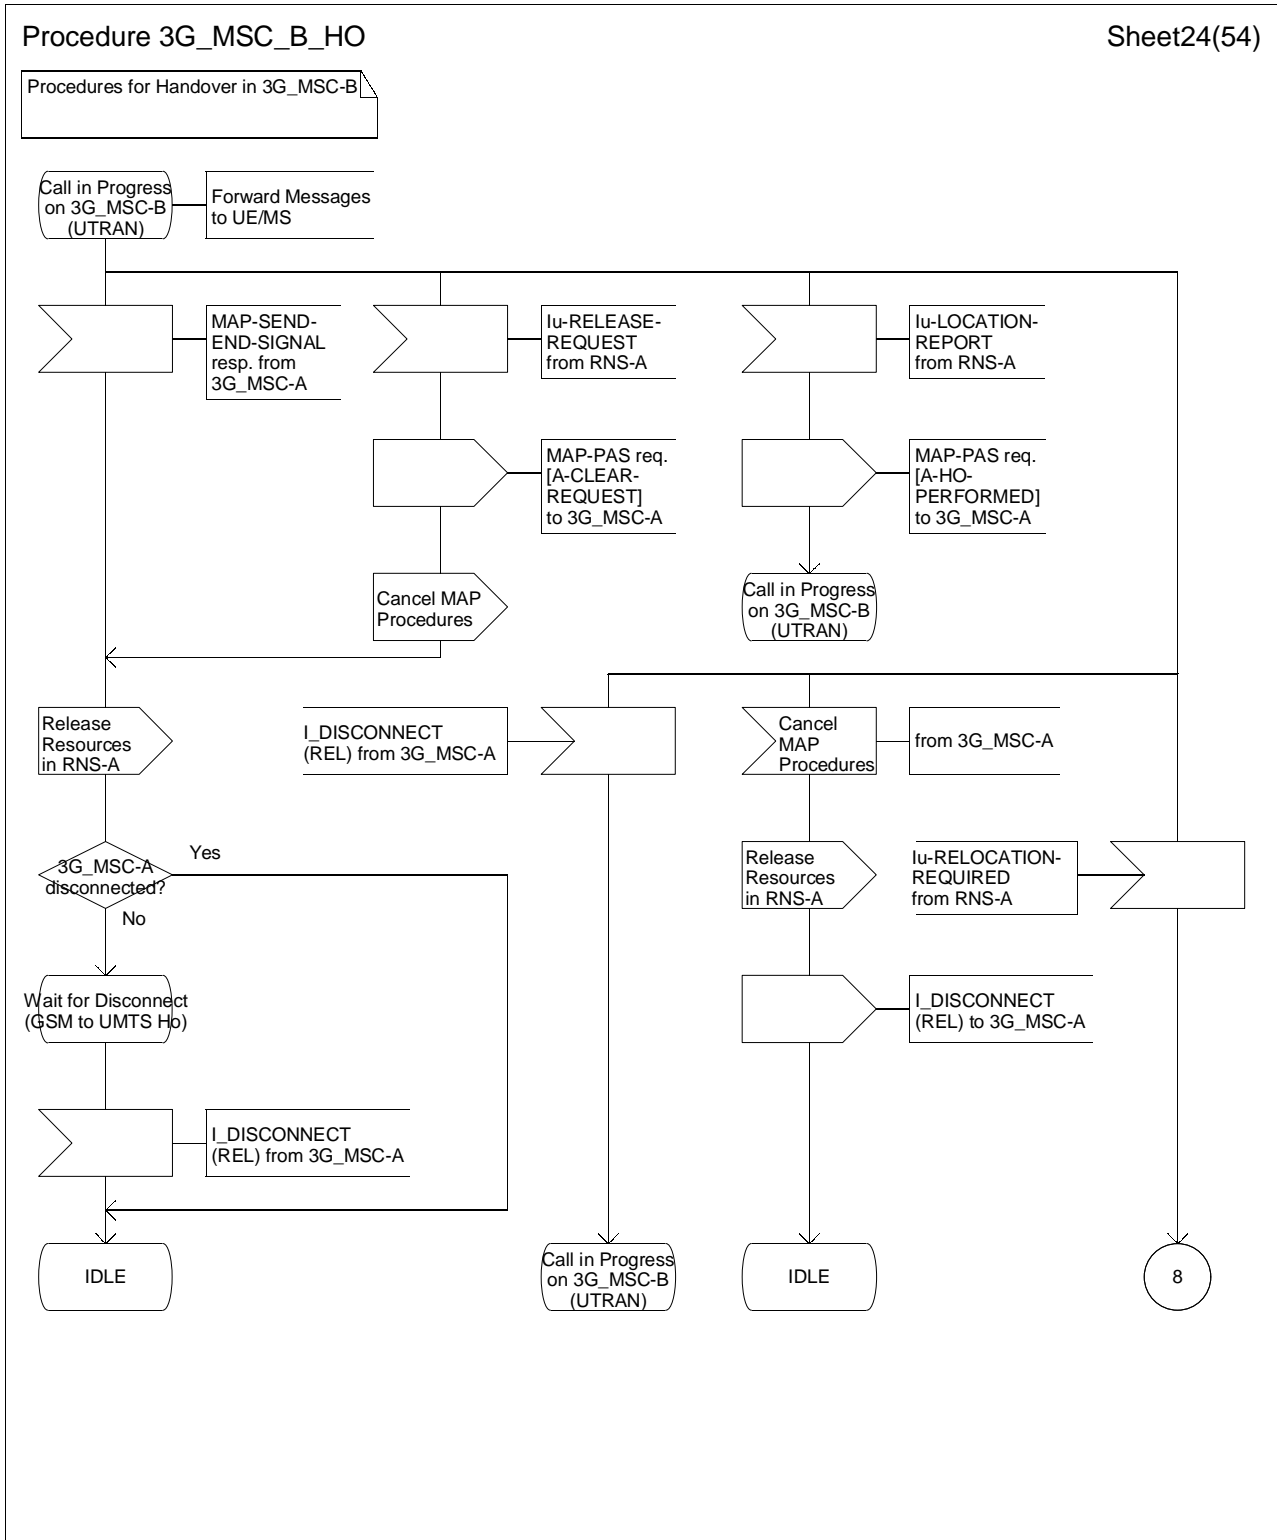 Procedure 3G_MSC_B_HO
Sheet24(54)
Procedures for Handover in 3G_MSC-B
Call in Progress
on 3G_MSC-B
(UTRAN)
Forward Messages
to UE/MS
MAP-SEND-
END-SIGNAL
resp. from
3G_MSC-A
Iu-RELEASE-
REQUEST
from RNS-A
Iu-LOCATION-
REPORT
from RNS-A
MAP-PAS req.
[A-CLEAR-
REQUEST]
to 3G_MSC-A
MAP-PAS req.
[A-HO-
PERFORMED]
to 3G_MSC-A
Cancel MAP
Procedures
Call in Progress
on 3G_MSC-B
(UTRAN)
Release
Resources
in RNS-A
I_DISCONNECT
(REL) from 3G_MSC-A
Cancel
MAP
Procedures
from 3G_MSC-A
3G_MSC-A
disconnected?
Yes
No
Release
Resources
in RNS-A
Iu-RELOCATION-
REQUIRED
from RNS-A
Wait for Disconnect
(GSM to UMTS Ho)
I_DISCONNECT
(REL) to 3G_MSC-A
I_DISCONNECT
(REL) from 3G_MSC-A
IDLE
Call in Progress
on 3G_MSC-B
(UTRAN)
IDLE
8